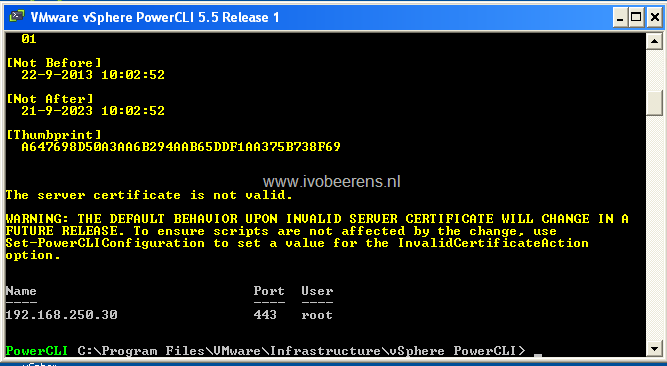 VMware vSphere PowerCLI 5.5 Release 1
01
[Not Before]
22-9-2013 10:02:52
[Not After]
21-9-2023 10:02:52
[Thumbprint]
A647698D50A3AA6B294AAB65DDF1AA375B738F69
www.ivobeerens.nl
The server certificate is not valid.
WARNING: THE DEFAULT BEHAVIOR UPON INVALID SERVER CERTIFICATE WILL CHANGE IN A
FUTURE RELEASE. To ensure scripts are not affected by the change, use
Set-PowerCLIConfiguration to set a value for the InvalidCertificateAction
option.
Name Port User
---- ---- ----
192.168.250.30 443 root
PowerCLI C:\Program Files\VMware\Infrastructure\vSphere PowerCLI> _